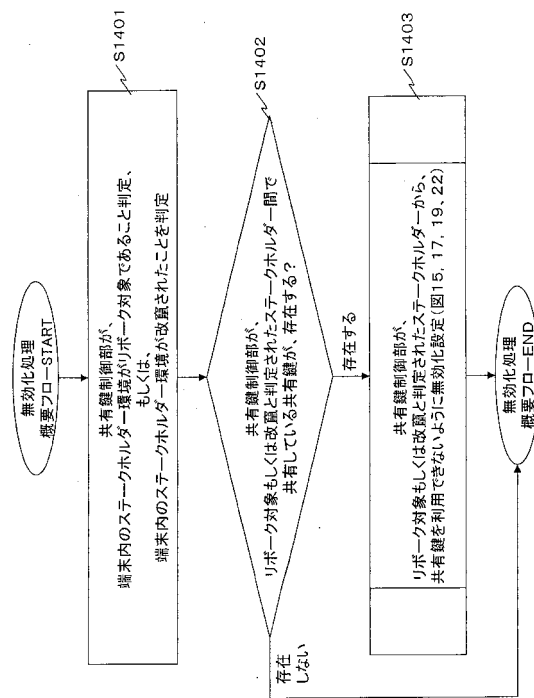 無効化処理
概要フローSTART
S1401
共有鍵制御部が、
端末内のステークホルダー環境がリボーク対象であること判定、
もしくは、
端末内のステークホルダー環境が改竄されたことを判定
S1402
共有鍵制御部が、
リボーク対象もしくは改竄と判定されたステークホルダー間で
共有している共有鍵が、存在する?
存在する
存在
しない
S1403
共有鍵制御部が、
リボーク対象もしくは改竄と判定されたステークホルダーから、
共有鍵を利用できないように無効化設定(図15, 17, 19, 22)
無効化処理
概要フローEND